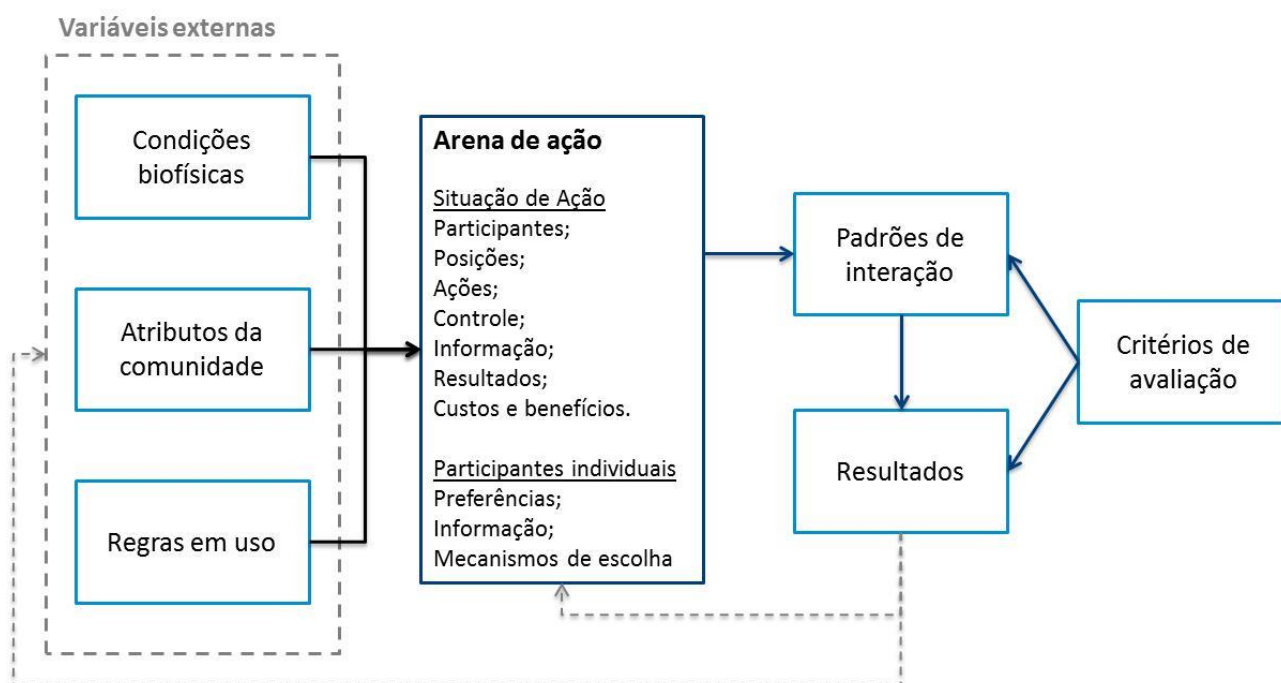 Variáveis externas
Condições
biofísicas
Atributos da
comunidade
Regras em uso
Arena de ação
Situação de Ação
Participantes;
Posições;
Ações;
Controle;
Informação;
Resultados;
Custos e benefícios.
Participantes individuais
Preferências;
Informação;
Mecanismos de escolha
Padrões de
interação
Resultados
Critérios de
avaliação